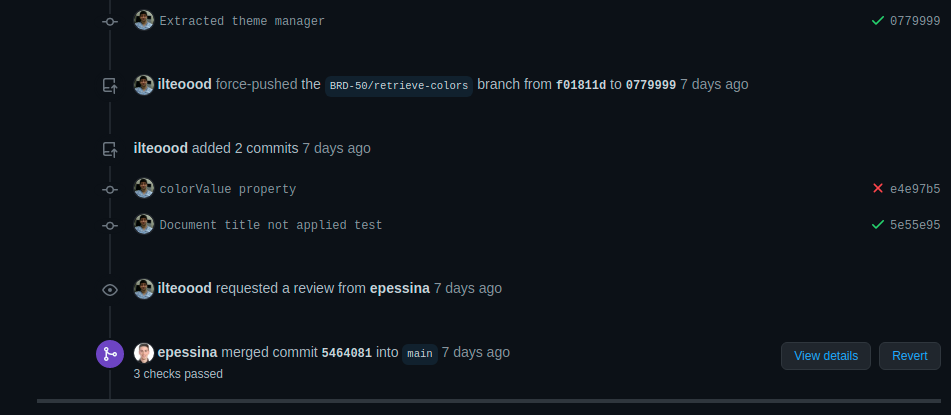 Extracted theme manager 0779999
ilteoood force-pushed the BRD-50/retrieve-colors branch from f01811d to 0779999 7 days ago
ilteoood added 2 commits 7 days ago
colorValue property e4e97b5
Document title not applied test 5e55e95
ilteoood requested a review from epessina 7 days ago
epessina merged commit 5464081 into main 7 days ago View details Revert
3 checks passed